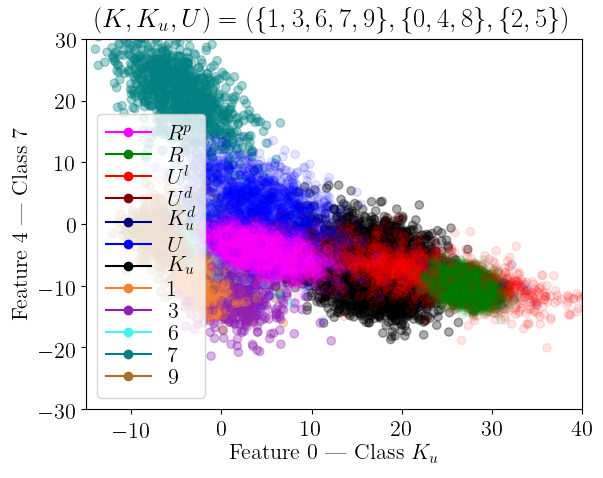 (K, K_u, U) = ({1, 3, 6, 7, 9}, {0, 4, 8}, {2, 5})
30
20
10
0
−10
−20
−30
Feature 4 — Class 7
R^p
R
U^l
U^d
K_u^d
U
K_u
1
3
6
7
9
−10
0
10
20
30
40
Feature 0 — Class K_u